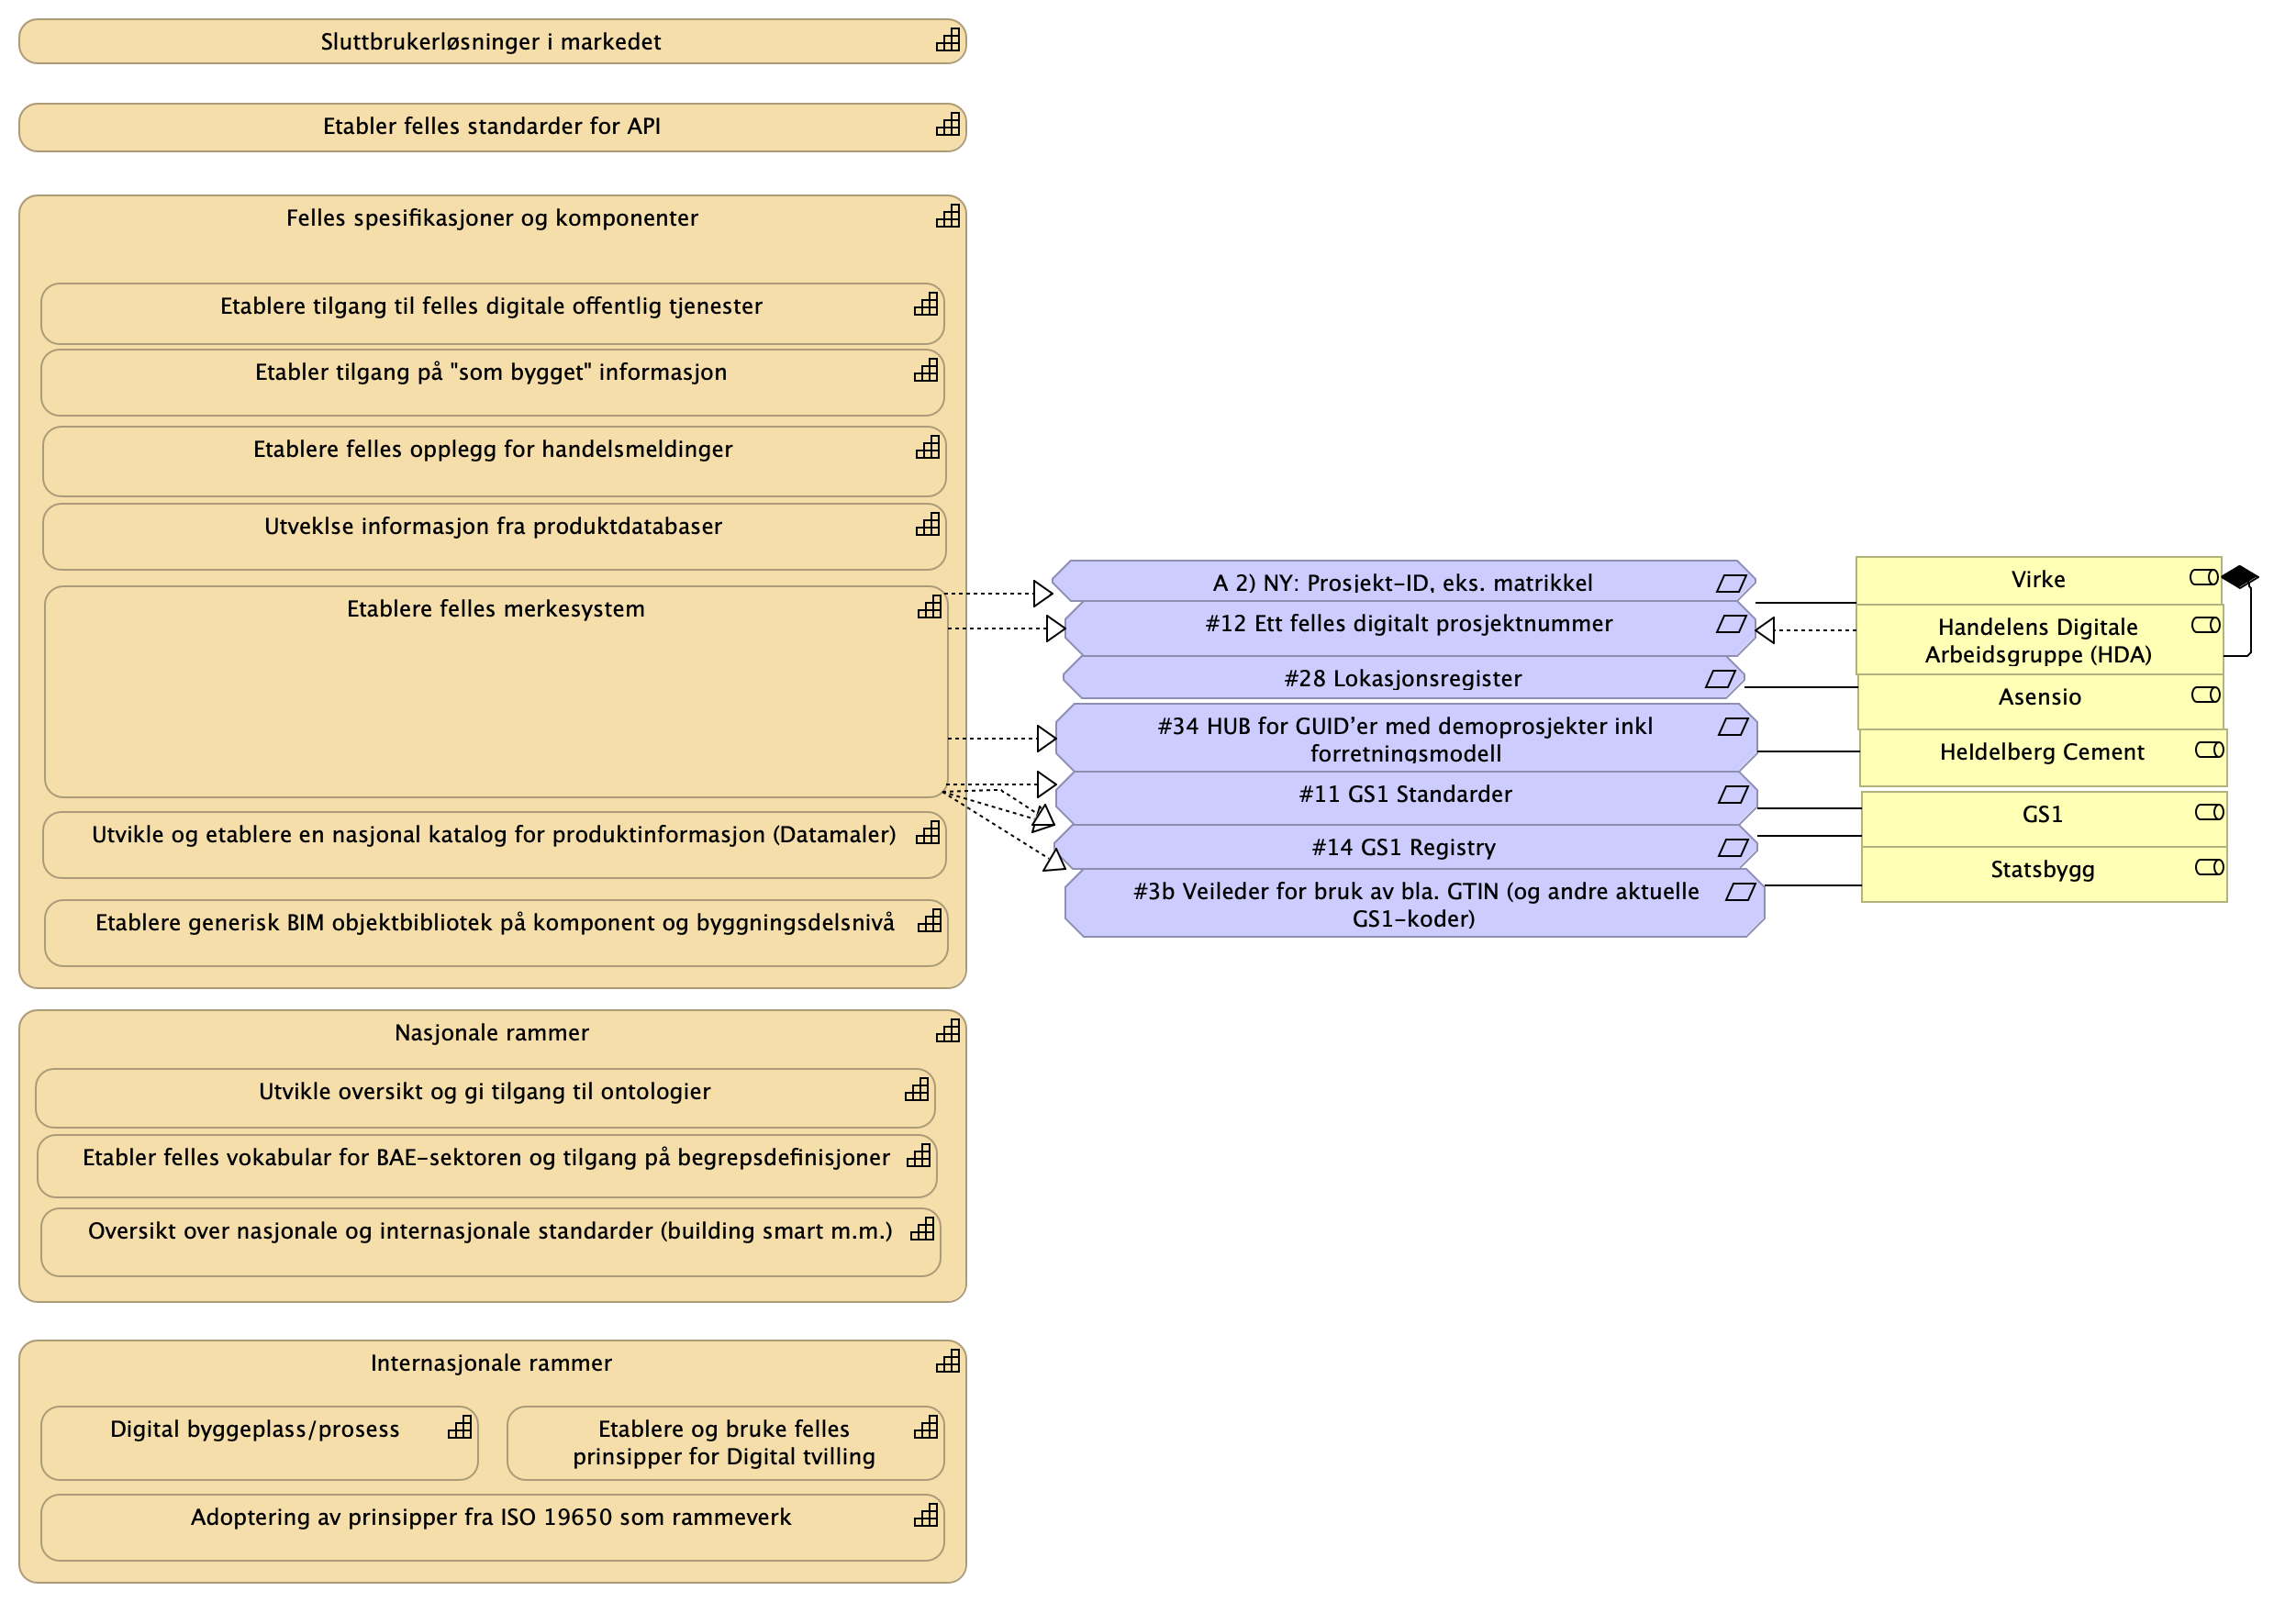 Sluttbrukerløsninger i markedet
Etabler felles standarder for API
Felles spesifikasjoner og komponenter
Etablere tilgang til felles digitale offentlig tjenester
Etabler tilgang på "som bygget" informasjon
Etablere felles opplegg for handelsmeldinger
Utveklse informasjon fra produktdatabaser
Etablere felles merkesystem
Utvikle og etablere en nasjonal katalog for produktinformasjon (Datamaler)
Etablere generisk BIM objektbibliotek på komponent og byggningsdelsnivå
A 2) NY: Prosjekt-ID, eks. matrikkel
#12 Ett felles digitalt prosjektnummer
#28 Lokasjonsregister
#34 HUB for GUID’er med demoprosjekter inkl
forretningsmodell
#11 GS1 Standarder
#14 GS1 Registry
#3b Veileder for bruk av bla. GTIN (og andre aktuelle
GS1-koder)
Virke
Handelens Digitale
Arbeidsgruppe (HDA)
Asensio
Heldelberg Cement
GS1
Statsbygg
Nasjonale rammer
Utvikle oversikt og gi tilgang til ontologier
Etabler felles vokabular for BAE-sektoren og tilgang på begrepsdefinisjoner
Oversikt over nasjonale og internasjonale standarder (building smart m.m.)
Internasjonale rammer
Digital byggeplass/prosess
Etablere og bruke felles
prinsipper for Digital tvilling
Adoptering av prinsipper fra ISO 19650 som rammeverk